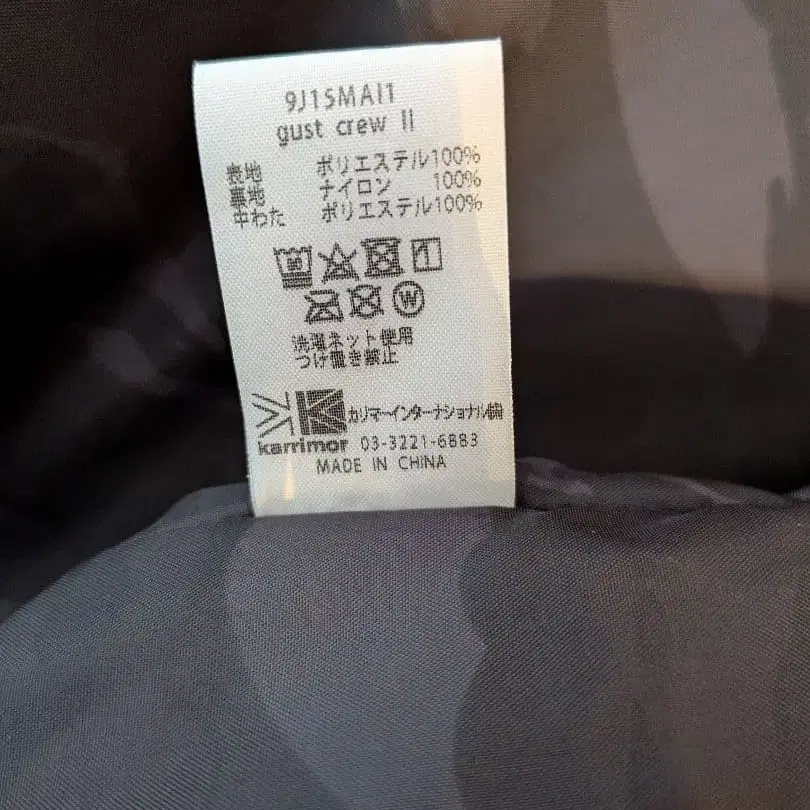 9J15MAI1
gust crew II
表地 ポリエステル100%
裏地 ナイロン 100%
中わた ポリエステル100%
W
洗濯ネット使用
つけ置き禁止
カリマーインターナショナル
karrimor 03-3221-6883
MADE IN CHINA